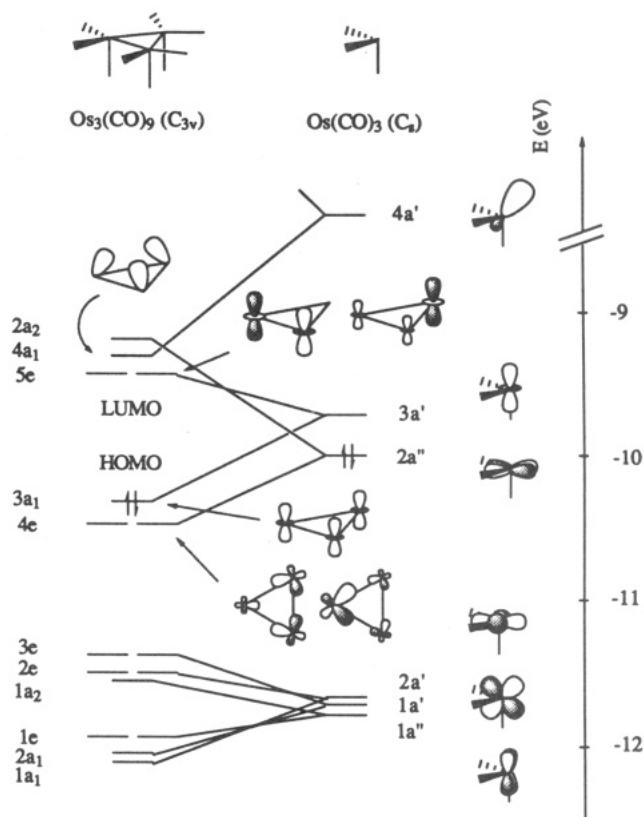 Os₃(CO)₉ (C₃ᵥ)
Os(CO)₃ (Cₛ)
E (eV)
4a'
-9
2a₂
4a₁
5e
LUMO
3a'
HOMO
2a"
-10
3a₁
4e
-11
3e
2e
1a₂
2a'
1a'
1a"
1e
2a₁
1a₁
-12